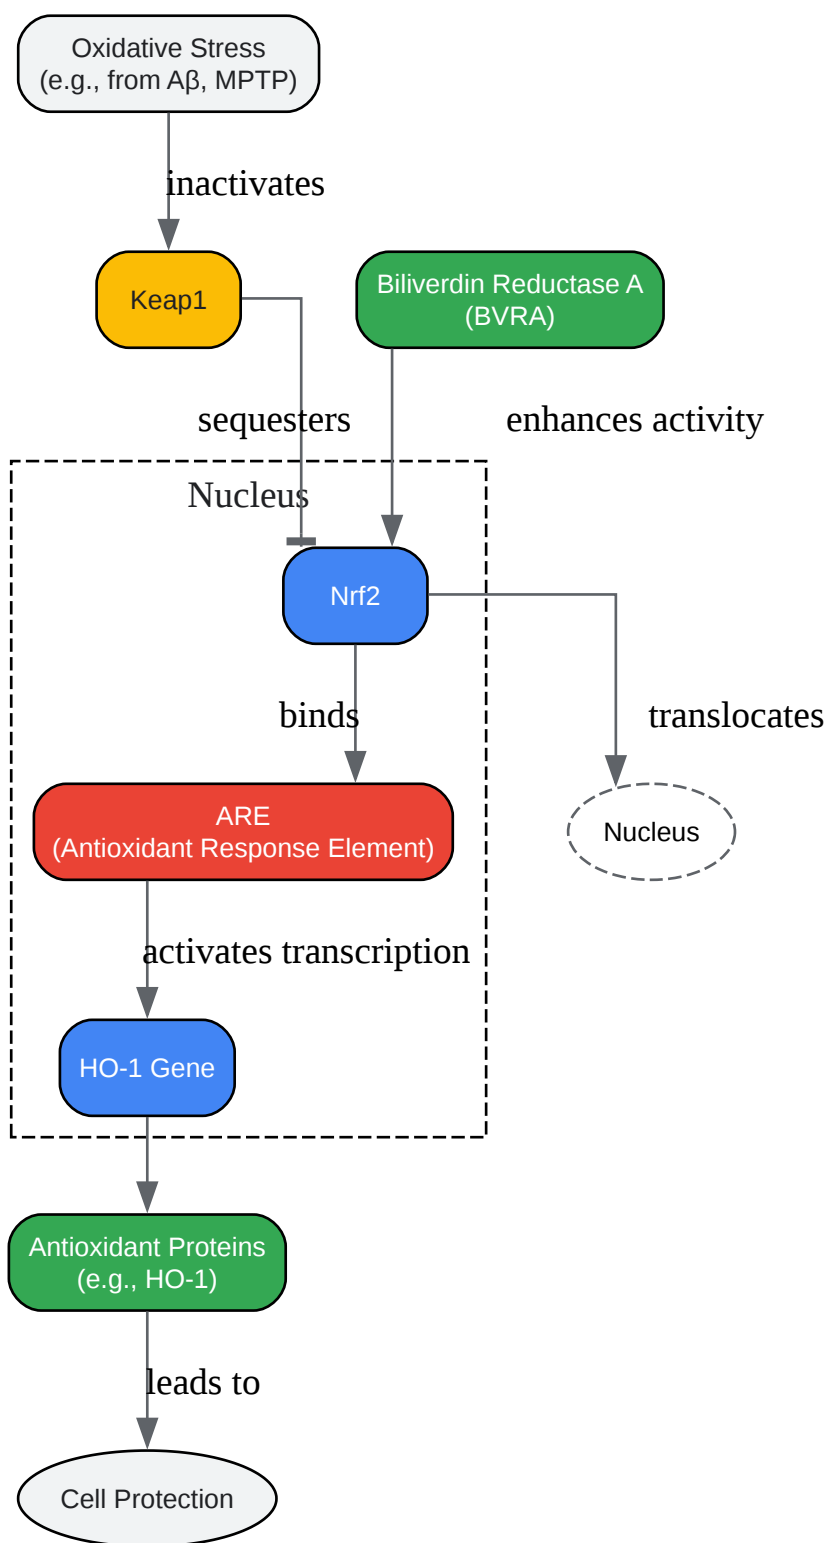 Oxidative Stress
(e.g., from Aβ, MPTP)
inactivates
Keap1
Biliverdin Reductase A
(BVRA)
sequesters
enhances activity
Nucleus
Nrf2
binds
translocates
ARE
(Antioxidant Response Element)
Nucleus
activates transcription
HO-1 Gene
Antioxidant Proteins
(e.g., HO-1)
leads to
Cell Protection